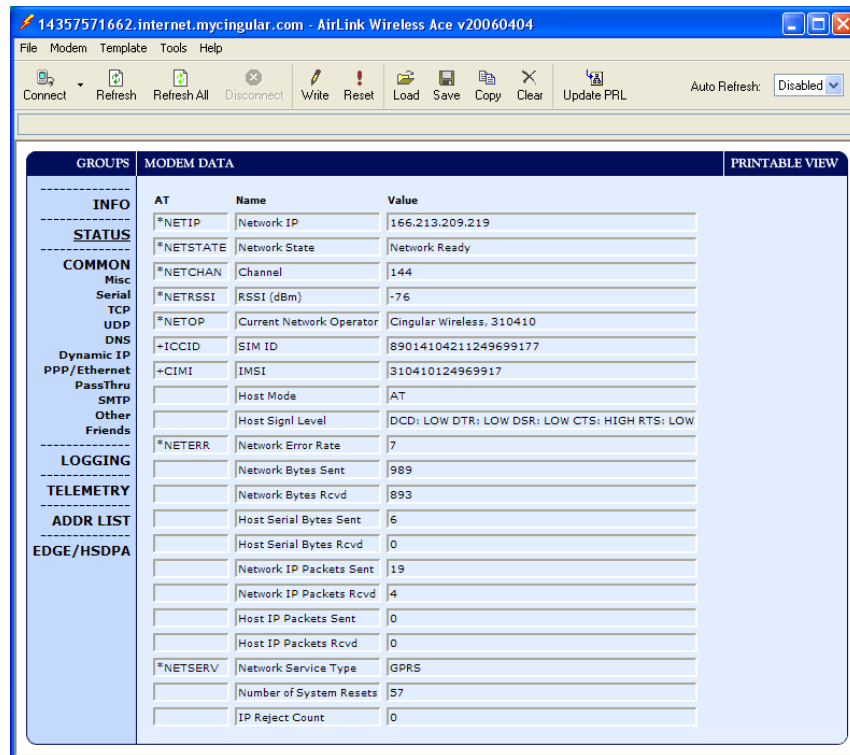 14357571662.internet.mycingular.com - AirLink Wireless Ace v20060404
File Modem Template Tools Help
Connect Refresh Refresh All Disconnect Write Reset Load Save Copy Clear Update PRL Auto Refresh: Disabled
GROUPS MODEM DATA PRINTABLE VIEW
INFO
STATUS
COMMON
Misc
Serial
TCP
UDP
DNS
Dynamic IP
PPP/Ethernet
PassThru
SMTP
Other
Friends
LOGGING
TELEMETRY
ADDR LIST
EDGE/HSDPA
AT Name Value
*NETIP Network IP 166.213.209.219
*NETSTATE Network State Network Ready
*NETCHAN Channel 144
*NETRSSI RSSI (dBm) -76
*NETOP Current Network Operator Cingular Wireless, 310410
+ICCID SIM ID 89014104211249699177
+CIMI IMSI 310410124969917
Host Mode AT
Host Signl Level DCD: LOW DTR: LOW DSR: LOW CTS: HIGH RTS: LOW
*NETERR Network Error Rate 7
Network Bytes Sent 989
Network Bytes Rcvd 893
Host Serial Bytes Sent 6
Host Serial Bytes Rcvd 0
Network IP Packets Sent 19
Network IP Packets Rcvd 4
Host IP Packets Sent 0
Host IP Packets Rcvd 0
*NETSERV Network Service Type GPRS
Number of System Resets 57
IP Reject Count 0